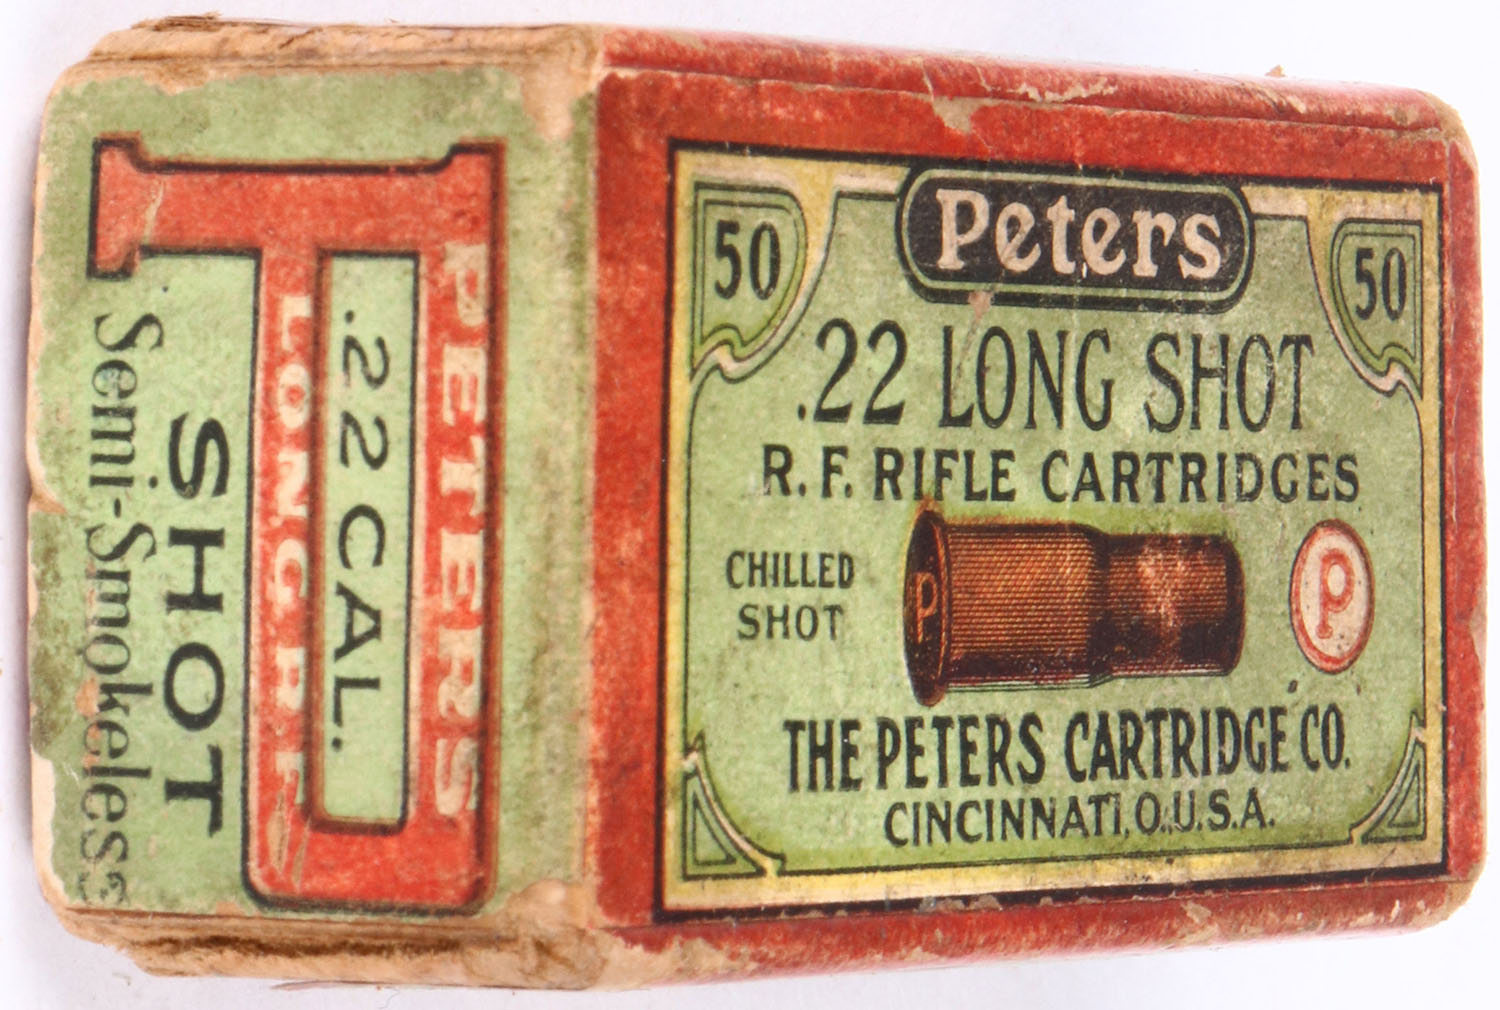 Peters
50
50
.22 LONG SHOT
R. F. RIFLE CARTRIDGES
CHILLED
SHOT
P
P
THE PETERS CARTRIDGE CO.
CINCINNATI, O., U.S.A.
PETERS
.22 CAL.
LONG R F
SHOT
Semi-Smokeless